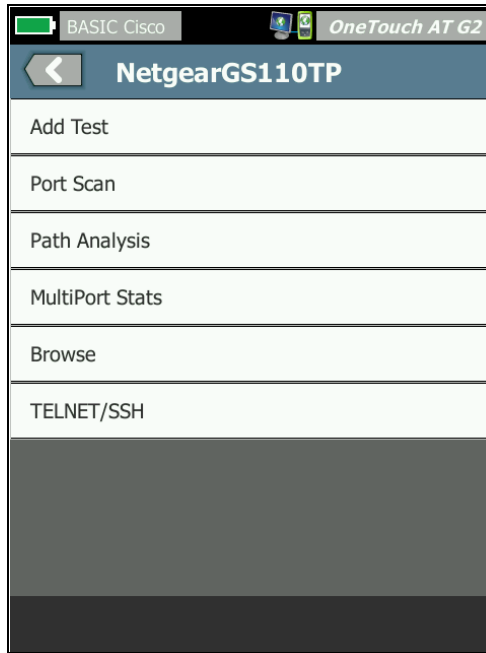 BASIC Cisco OneTouch AT G2
NetgearGS110TP
Add Test
Port Scan
Path Analysis
MultiPort Stats
Browse
TELNET/SSH